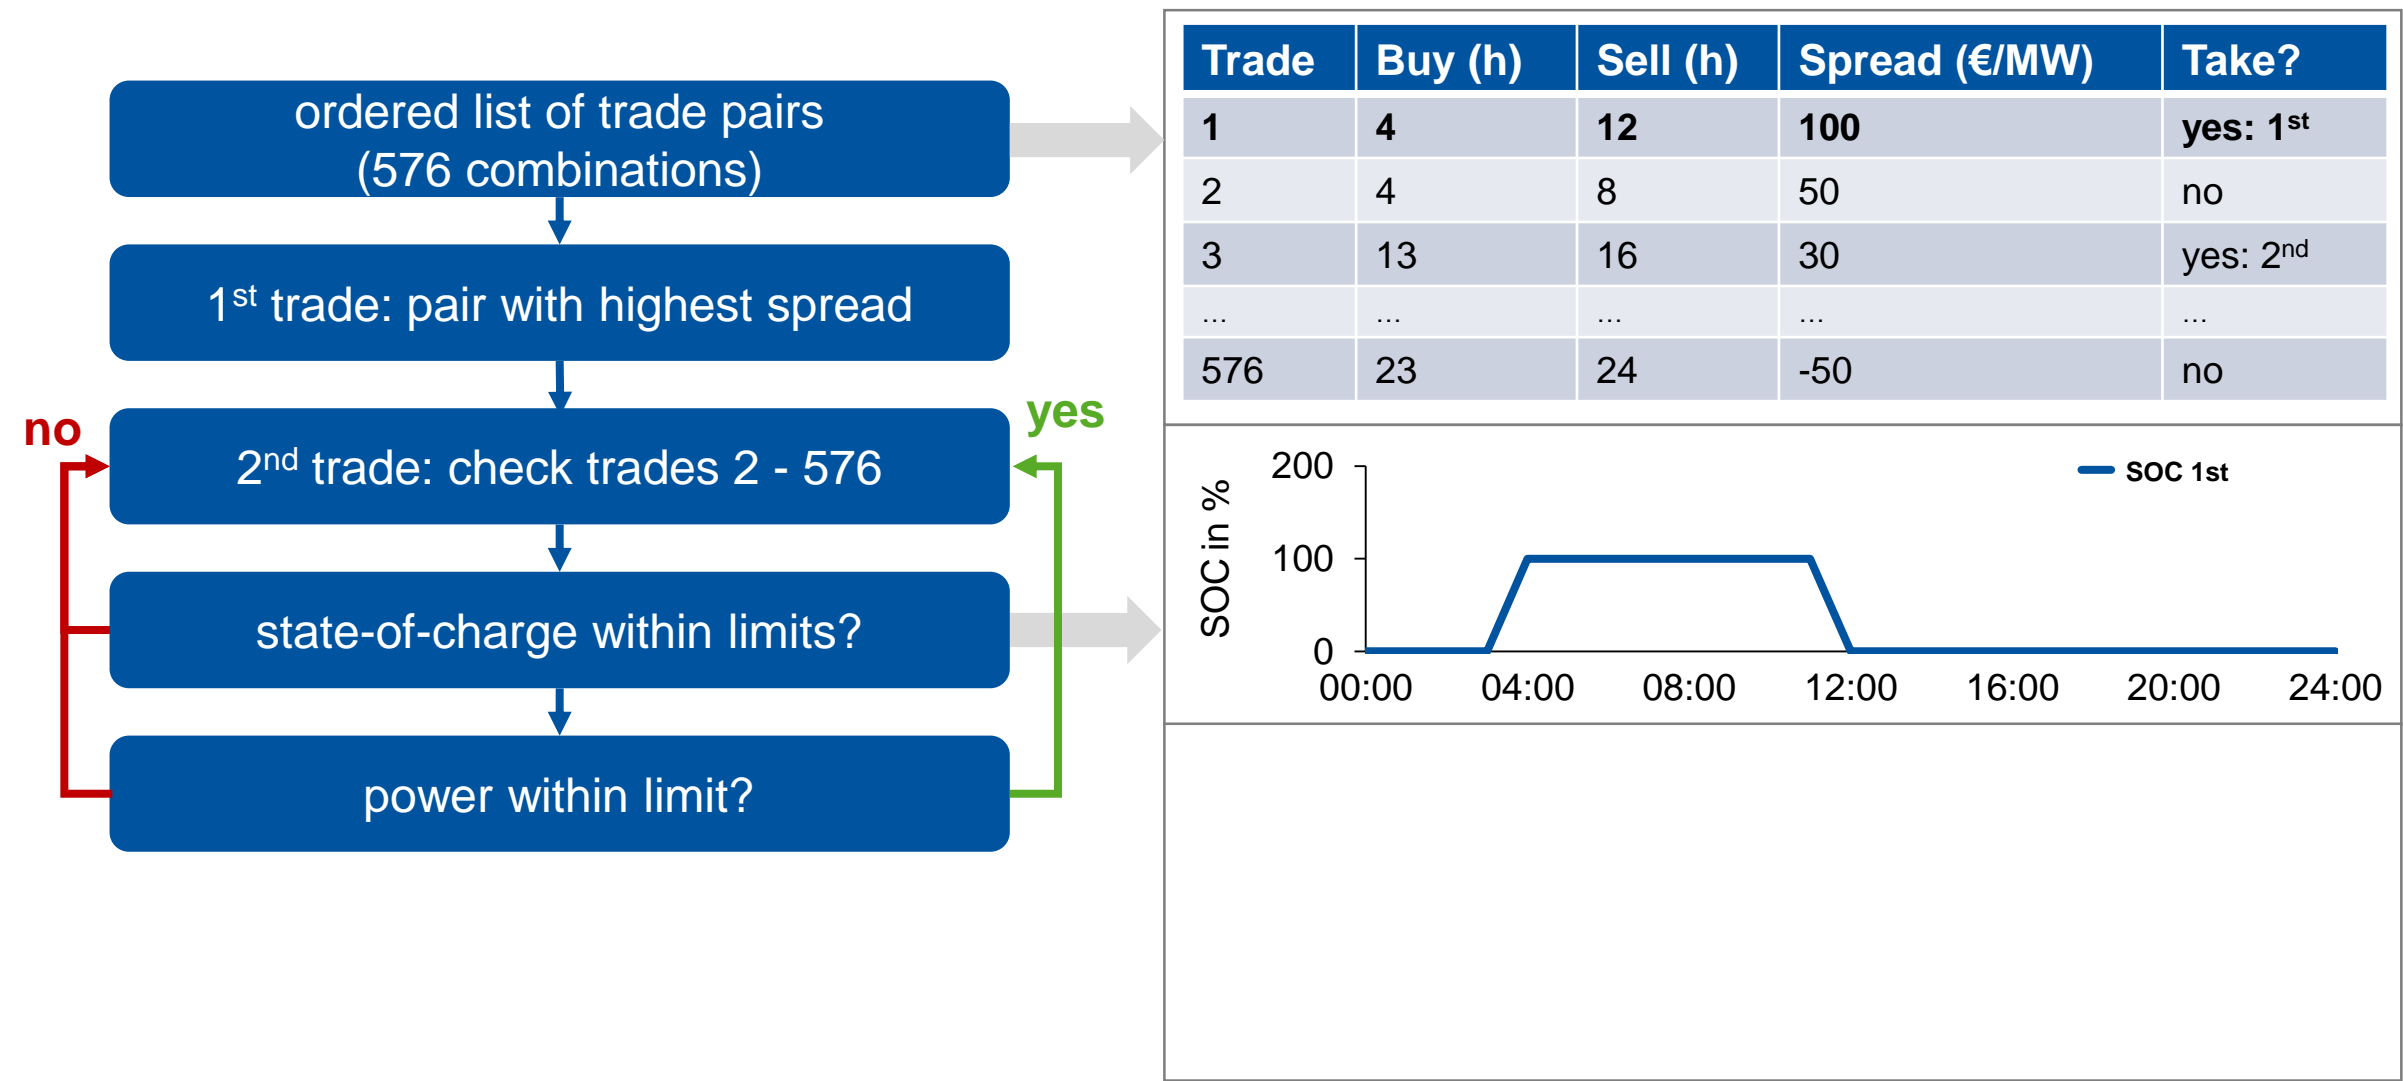 ordered list of trade pairs
(576 combinations)
1st trade: pair with highest spread
no
yes
2nd trade: check trades 2 - 576
state-of-charge within limits?
power within limit?
Trade Buy (h) Sell (h) Spread (€/MW) Take?
1 4 12 100 yes: 1st
2 4 8 50 no
3 13 16 30 yes: 2nd
... ... ... ... ...
576 23 24 -50 no
SOC in %
200
100
0
SOC 1st
00:00 04:00 08:00 12:00 16:00 20:00 24:00